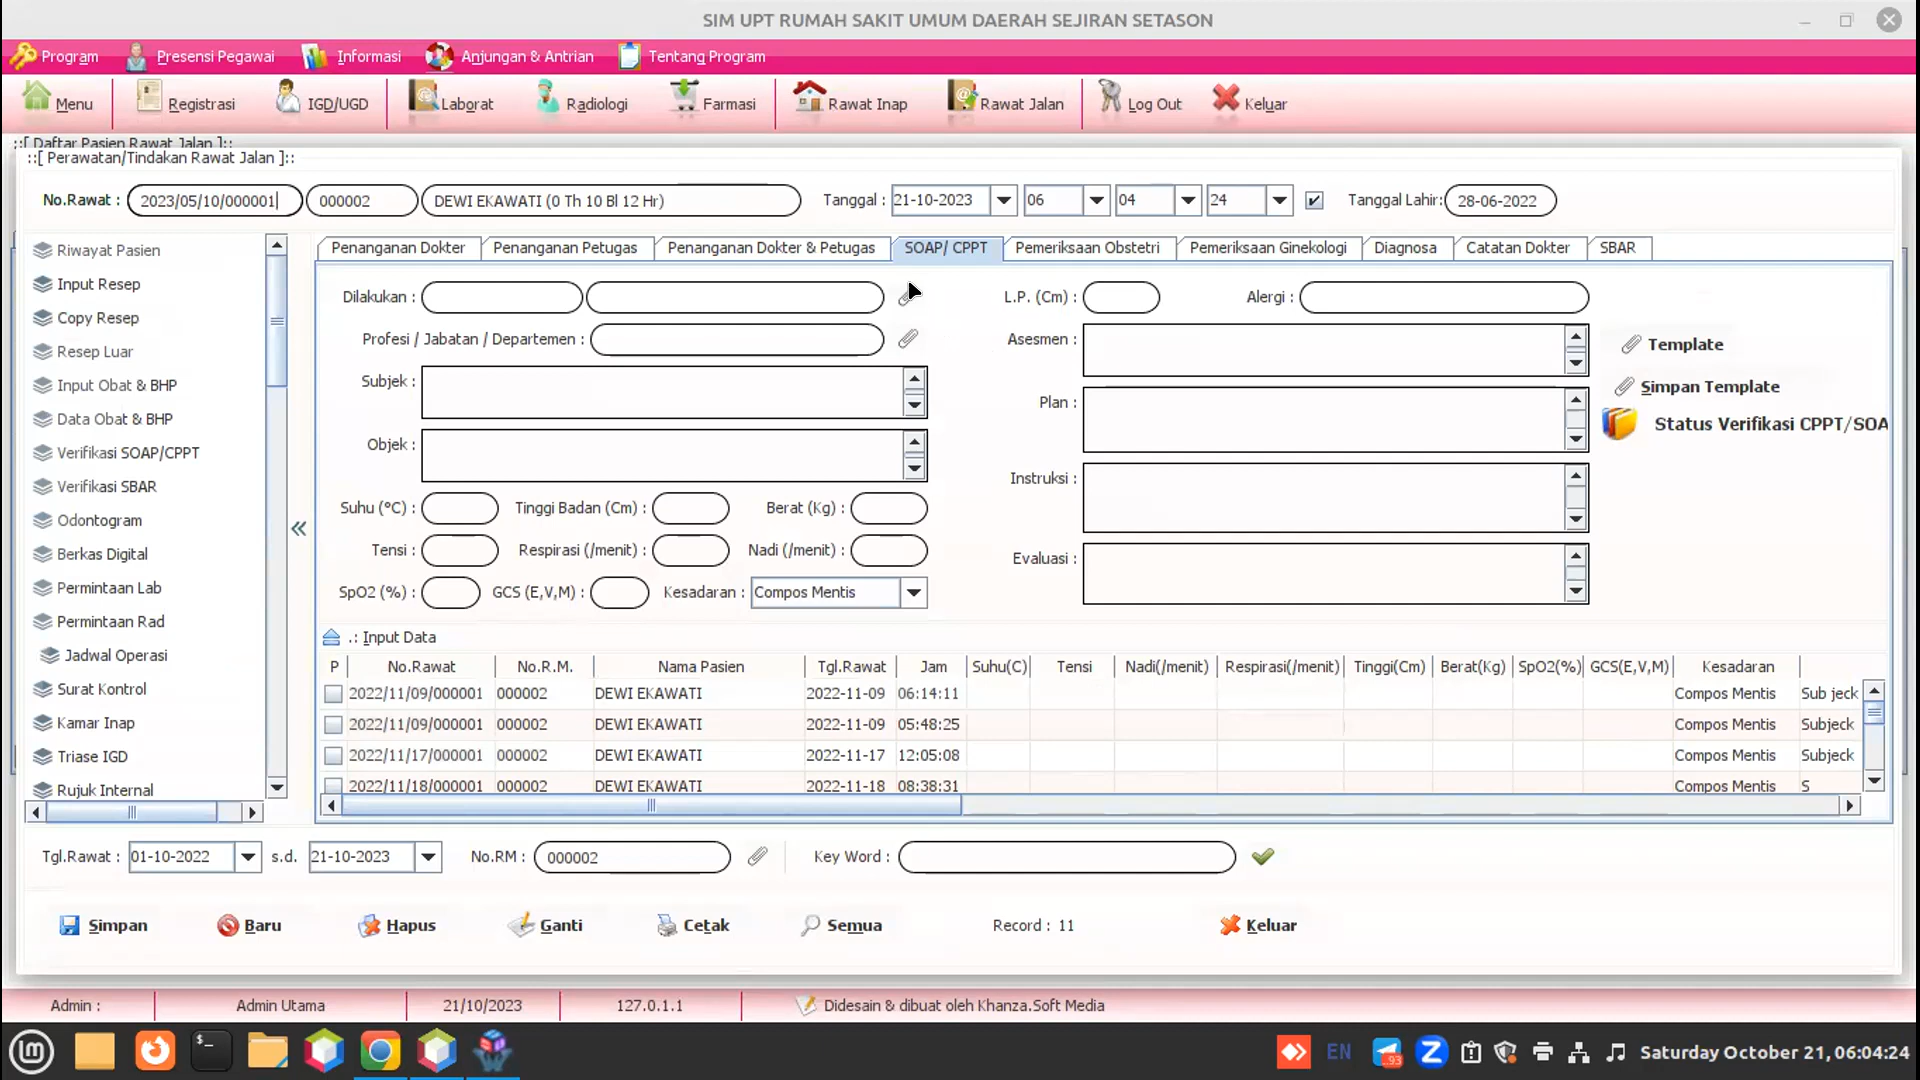 SIM UPT RUMAH SAKIT UMUM DAERAH SEJIRAN SETASON
Program Presensi Pegawai Informasi Anjungan & Antrian Tentang Program
Menu Registrasi IGD/UGD Laborat Radiologi Farmasi Rawat Inap Rawat Jalan Log Out Keluar
::[ Daftar Pasien Rawat Jalan ]::
::[ Perawatan/Tindakan Rawat Jalan ]::
No.Rawat : 2023/05/10/000001 000002 DEWI EKAWATI (0 Th 10 Bl 12 Hr) Tanggal : 21-10-2023 06 04 24 Tanggal Lahir: 28-06-2022
Riwayat Pasien
Input Resep
Copy Resep
Resep Luar
Input Obat & BHP
Data Obat & BHP
Verifikasi SOAP/CPPT
Verifikasi SBAR
Odontogram
Berkas Digital
Permintaan Lab
Permintaan Rad
Jadwal Operasi
Surat Kontrol
Kamar Inap
Triase IGD
Rujuk Internal
Penanganan Dokter Penanganan Petugas Penanganan Dokter & Petugas SOAP/ CPPT Pemeriksaan Obstetri Pemeriksaan Ginekologi Diagnosa Catatan Dokter SBAR
Dilakukan : L.P. (Cm) : Alergi :
Profesi / Jabatan / Departemen : Asesmen : Template
Subjek : Simpan Template
Plan : Status Verifikasi CPPT/SOA
Objek :
Instruksi :
Suhu (°C) : Tinggi Badan (Cm) : Berat (Kg) :
Tensi : Respirasi (/menit) : Nadi (/menit) : Evaluasi :
SpO2 (%) : GCS (E,V,M) : Kesadaran : Compos Mentis
.: Input Data
P No.Rawat No.R.M. Nama Pasien Tgl.Rawat Jam Suhu(C) Tensi Nadi(/menit) Respirasi(/menit) Tinggi(Cm) Berat(Kg) SpO2(%) GCS(E,V,M) Kesadaran
2022/11/09/000001 000002 DEWI EKAWATI 2022-11-09 06:14:11 Compos Mentis Sub jeck
2022/11/09/000001 000002 DEWI EKAWATI 2022-11-09 05:48:25 Compos Mentis Subjeck
2022/11/17/000001 000002 DEWI EKAWATI 2022-11-17 12:05:08 Compos Mentis Subjeck
2022/11/18/000001 000002 DEWI EKAWATI 2022-11-18 08:38:31 Compos Mentis S
Tgl.Rawat : 01-10-2022 s.d. 21-10-2023 No.RM : 000002 Key Word :
Simpan Baru Hapus Ganti Cetak Semua Record : 11 Keluar
Admin : Admin Utama 21/10/2023 127.0.1.1 Didesain & dibuat oleh Khanza.Soft Media
EN 93 Saturday October 21, 06:04:24